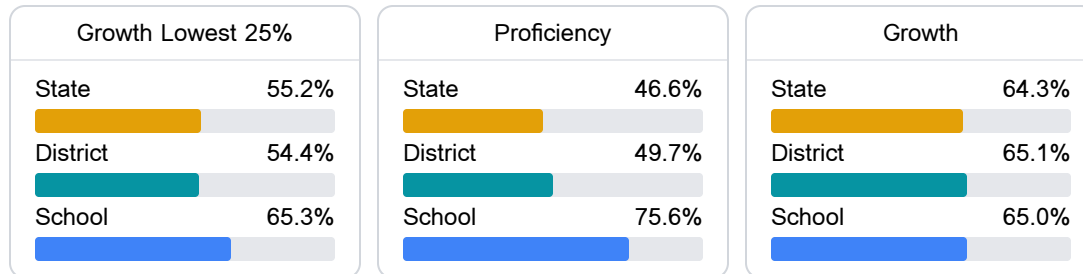 Growth Lowest 25%
State 55.2%
District 54.4%
School 65.3%
Proficiency
State 46.6%
District 49.7%
School 75.6%
Growth
State 64.3%
District 65.1%
School 65.0%